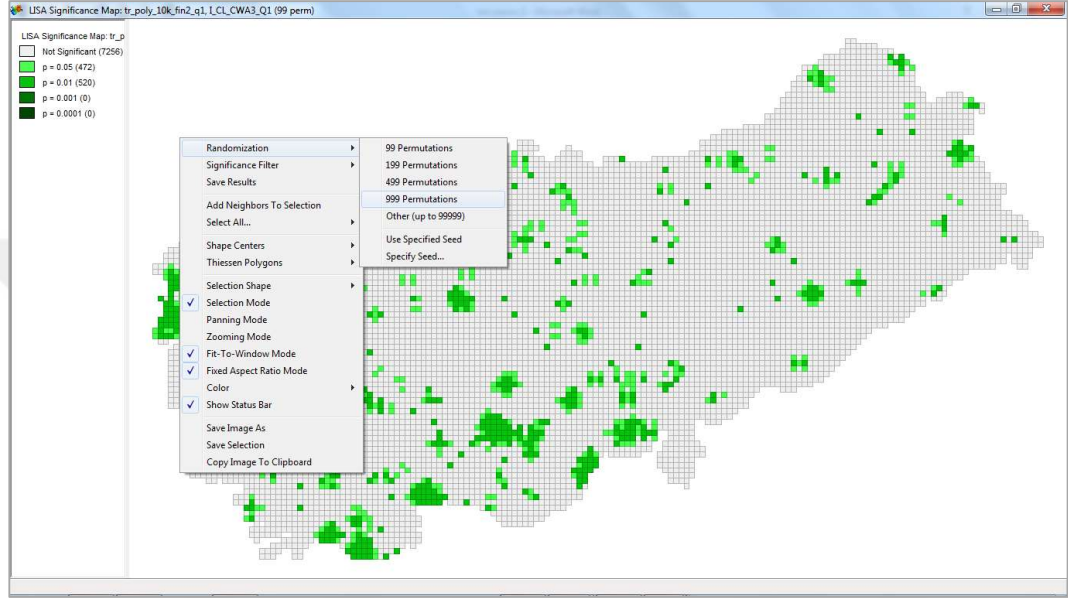 LISA Significance Map: tr_poly_10k_fin2_q1, I_CL_CWA3_Q1 (99 perm)
LISA Significance Map: tr_p
Not Significant (7256)
p = 0.05 (472)
p = 0.01 (520)
p = 0.001 (0)
p = 0.0001 (0)
Randomization
Significance Filter
Save Results
Add Neighbors To Selection
Select All...
Shape Centers
Thiessen Polygons
Selection Shape
Selection Mode
Panning Mode
Zooming Mode
Fit-To-Window Mode
Fixed Aspect Ratio Mode
Color
Show Status Bar
Save Image As
Save Selection
Copy Image To Clipboard
99 Permutations
199 Permutations
499 Permutations
999 Permutations
Other (up to 99999)
Use Specified Seed
Specify Seed...